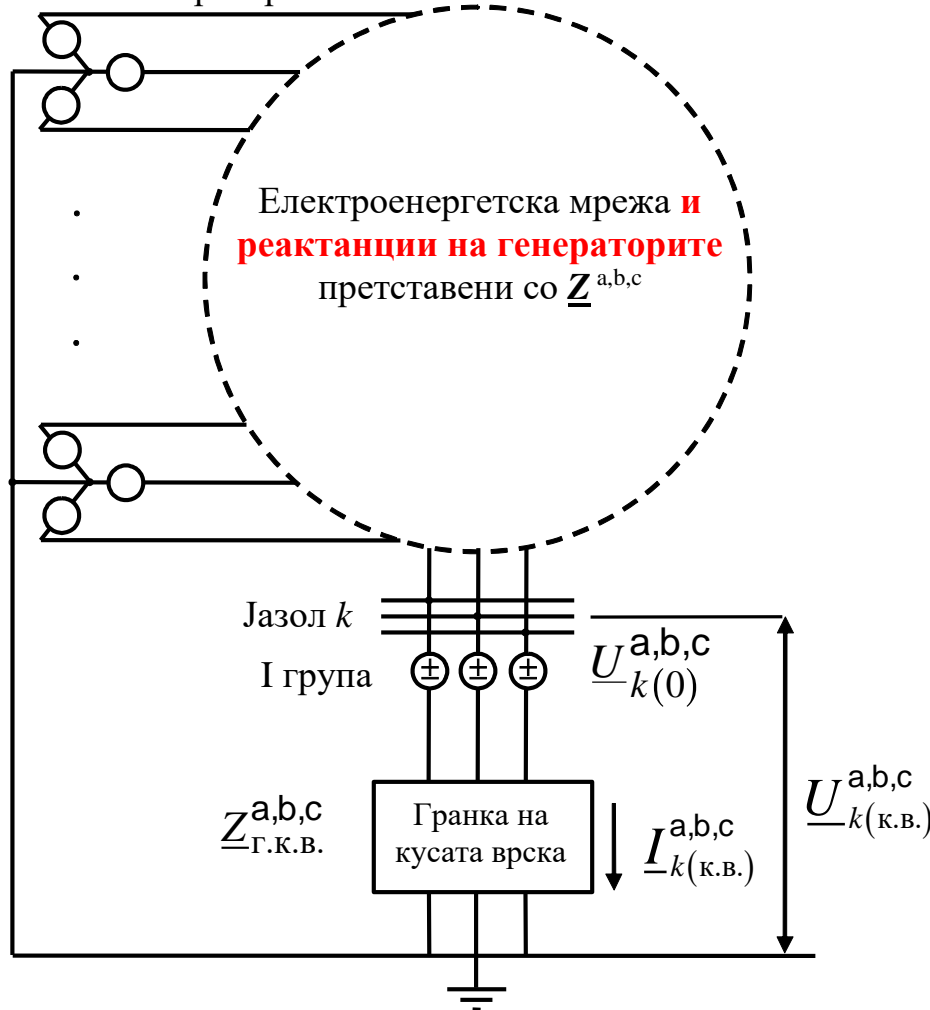 Електроенергетска мрежа и
реактанции на генераторите
претставени со Z a,b,c
Јазол k
I група
U a,b,c k(0)
Z a,b,c г.к.в.
Гранка на
кусата врска
I a,b,c k(к.в.)
U a,b,c k(к.в.)